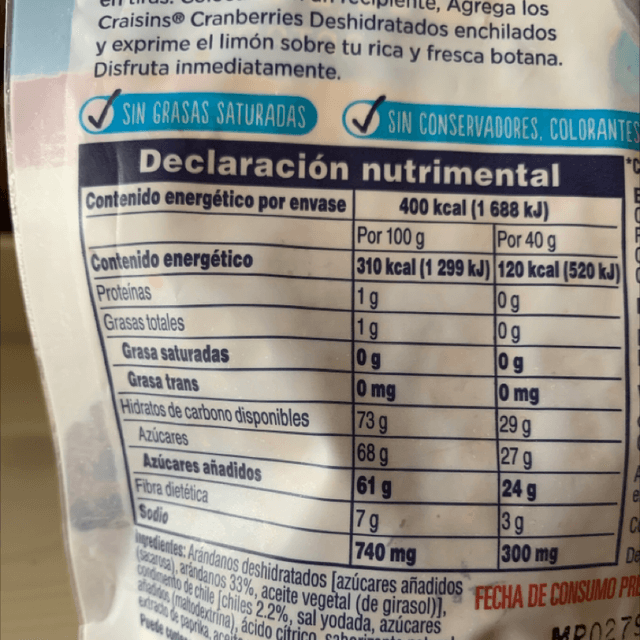 Agrega los
Craisins® Cranberries Deshidratados enchilados
y exprime el limón sobre tu rica y fresca botana.
Disfruta inmediatamente.
SIN GRASAS SATURADAS
SIN CONSERVADORES, COLORANTES
Declaración nutrimental
Contenido energético por envase 400 kcal (1 688 kJ)
Por 100 g Por 40 g
Contenido energético 310 kcal (1 299 kJ) 120 kcal (520 kJ)
Proteínas 1 g 0 g
Grasas totales 1 g 0 g
Grasa saturadas 0 g 0 g
Grasa trans 0 mg 0 mg
Hidratos de carbono disponibles 73 g 29 g
Azúcares 68 g 27 g
Azúcares añadidos 61 g 24 g
Fibra dietética 7 g 3 g
Sodio 740 mg 300 mg
Ingredientes: Arándanos deshidratados [azúcares añadidos
(sacarosa), arándanos 33%, aceite vegetal (de girasol)],
condimento de chile [chiles 2.2%, sal yodada, azúcares
añadidos (maltodextrina), ácido cítrico,
extracto de paprika,
Puede
FECHA DE CONSUMO